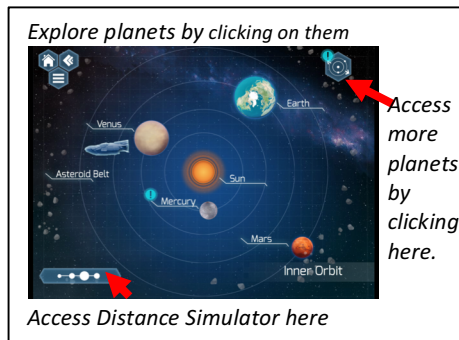 Explore planets by clicking on them
Earth
Venus
Asteroid Belt
Sun
Mercury
Mars
Inner Orbit
Access
more
planets
by
clicking
here.
Access Distance Simulator here